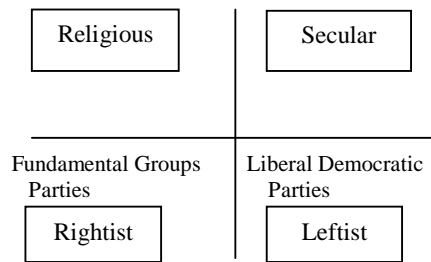 Religious
Secular
Fundamental Groups
Parties
Liberal Democratic
Parties
Rightist
Leftist